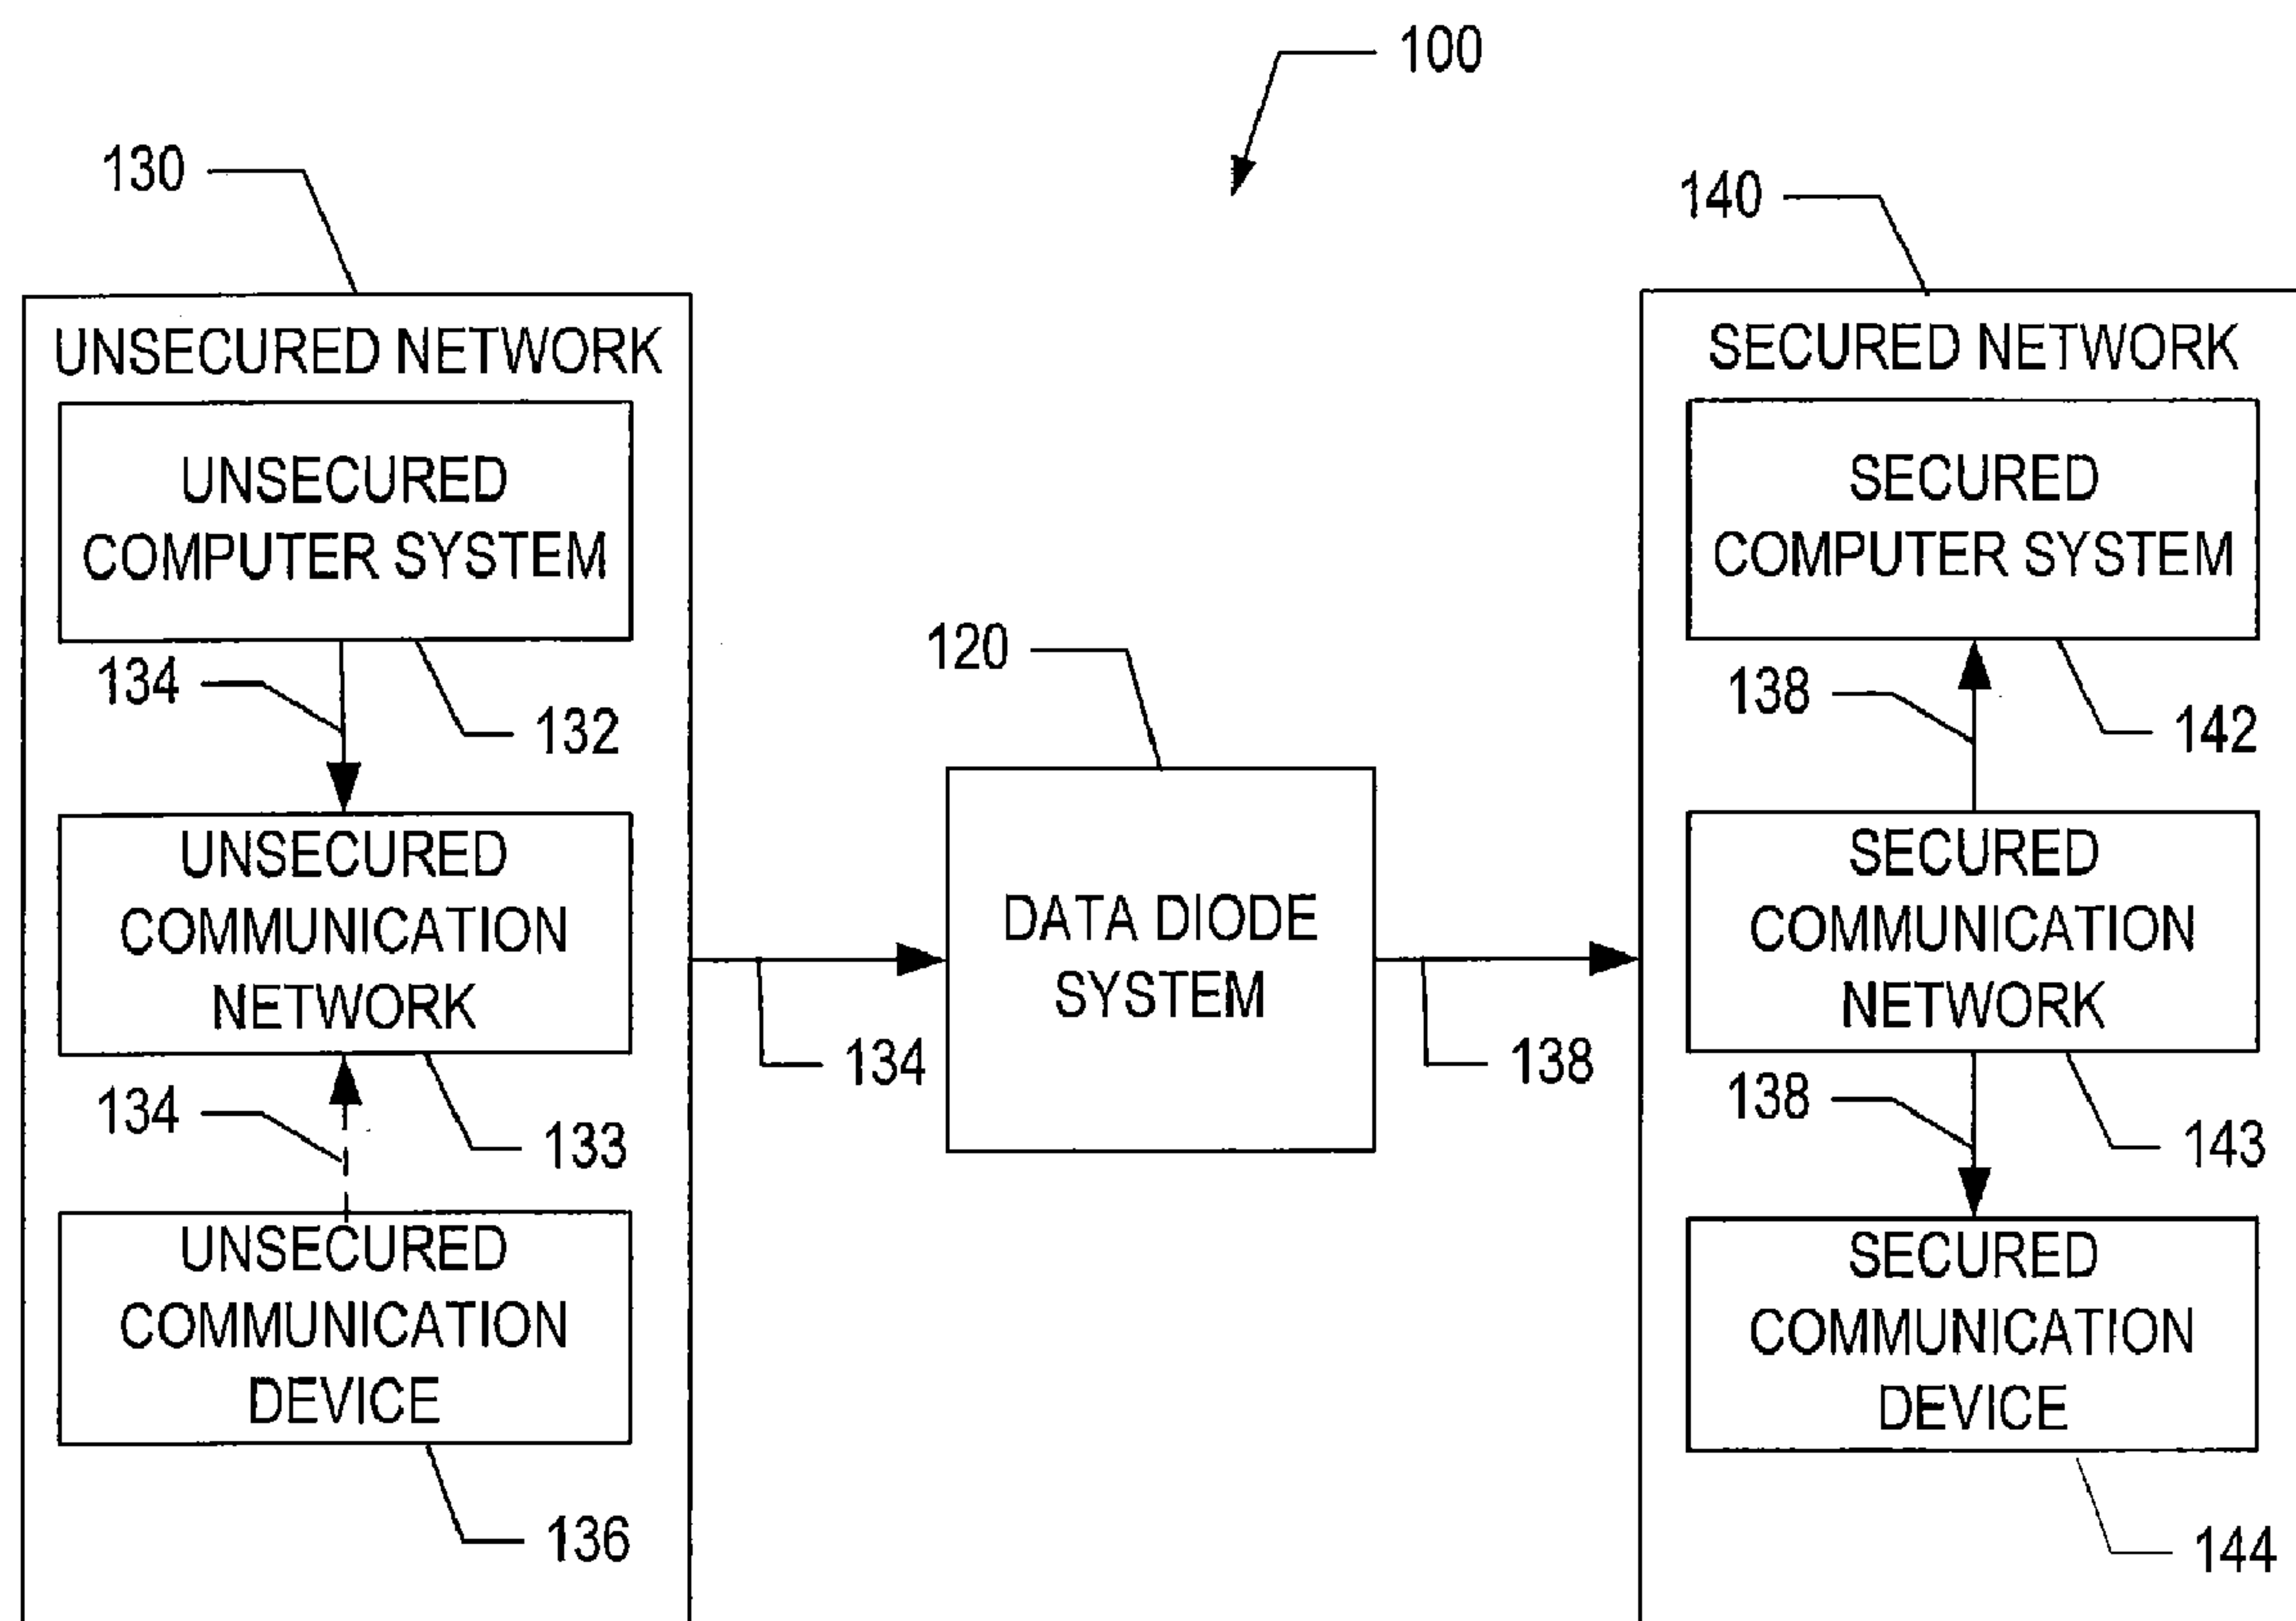 100
130
UNSECURED NETWORK
UNSECURED
COMPUTER SYSTEM
134
132
UNSECURED
COMMUNICATION
NETWORK
134
133
UNSECURED
COMMUNICATION
DEVICE
136
134
120
DATA DIODE
SYSTEM
138
140
SECURED NETWORK
SECURED
COMPUTER SYSTEM
138
142
SECURED
COMMUNICATION
NETWORK
138
143
SECURED
COMMUNICATION
DEVICE
144